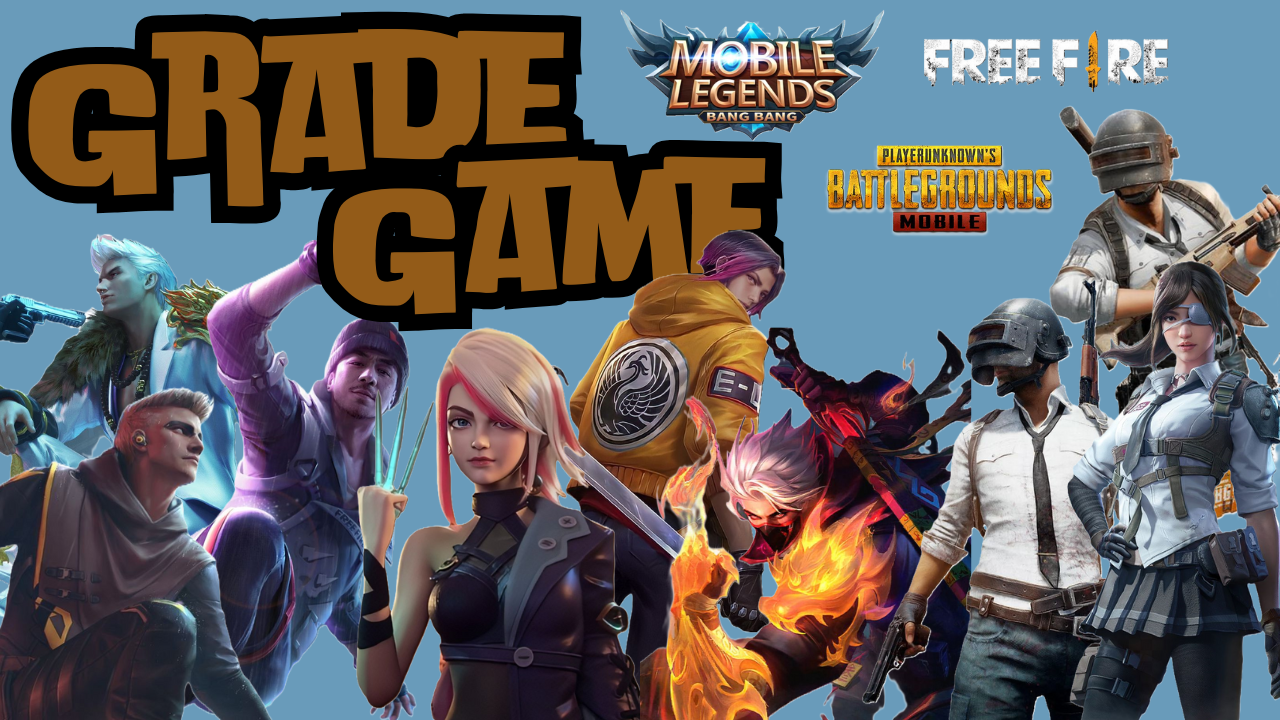 GRADE
GAME
MOBILE
LEGENDS
BANG BANG
FREE FIRE
PLAYERUNKNOWN'S
BATTLEGROUNDS
MOBILE